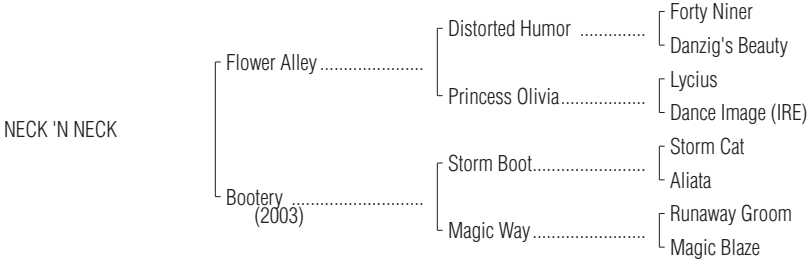 Forty Niner
Distorted Humor ..............
Danzig's Beauty
Flower Alley ......................
Lycius
Princess Olivia..................
Dance Image (IRE)
NECK 'N NECK
Storm Cat
Storm Boot........................
Aliata
Bootery ............................
(2003)
Runaway Groom
Magic Way........................
Magic Blaze